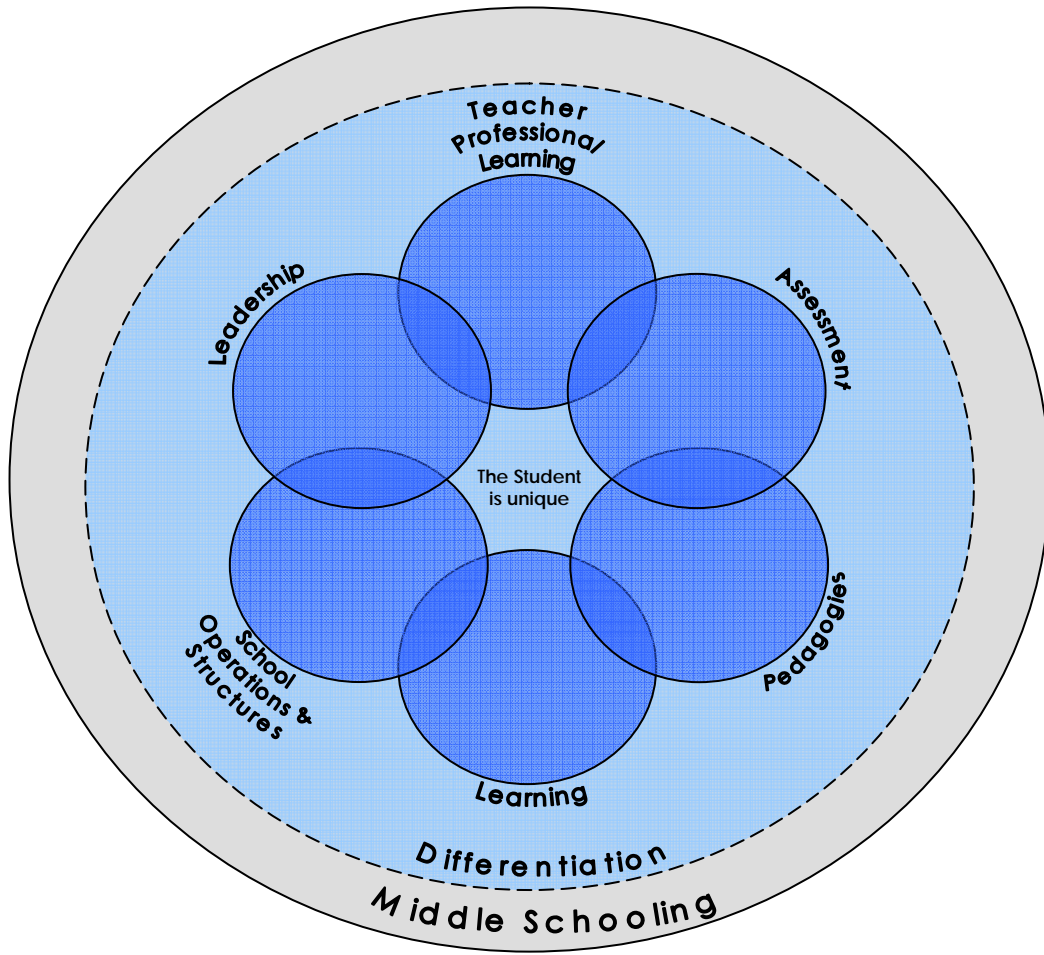 Teacher
Professional
Learning
Leadership
Assessment
The Student
is unique
School
Operations &
Structures
Pedagogies
Learning
Differentiation
Middle Schooling